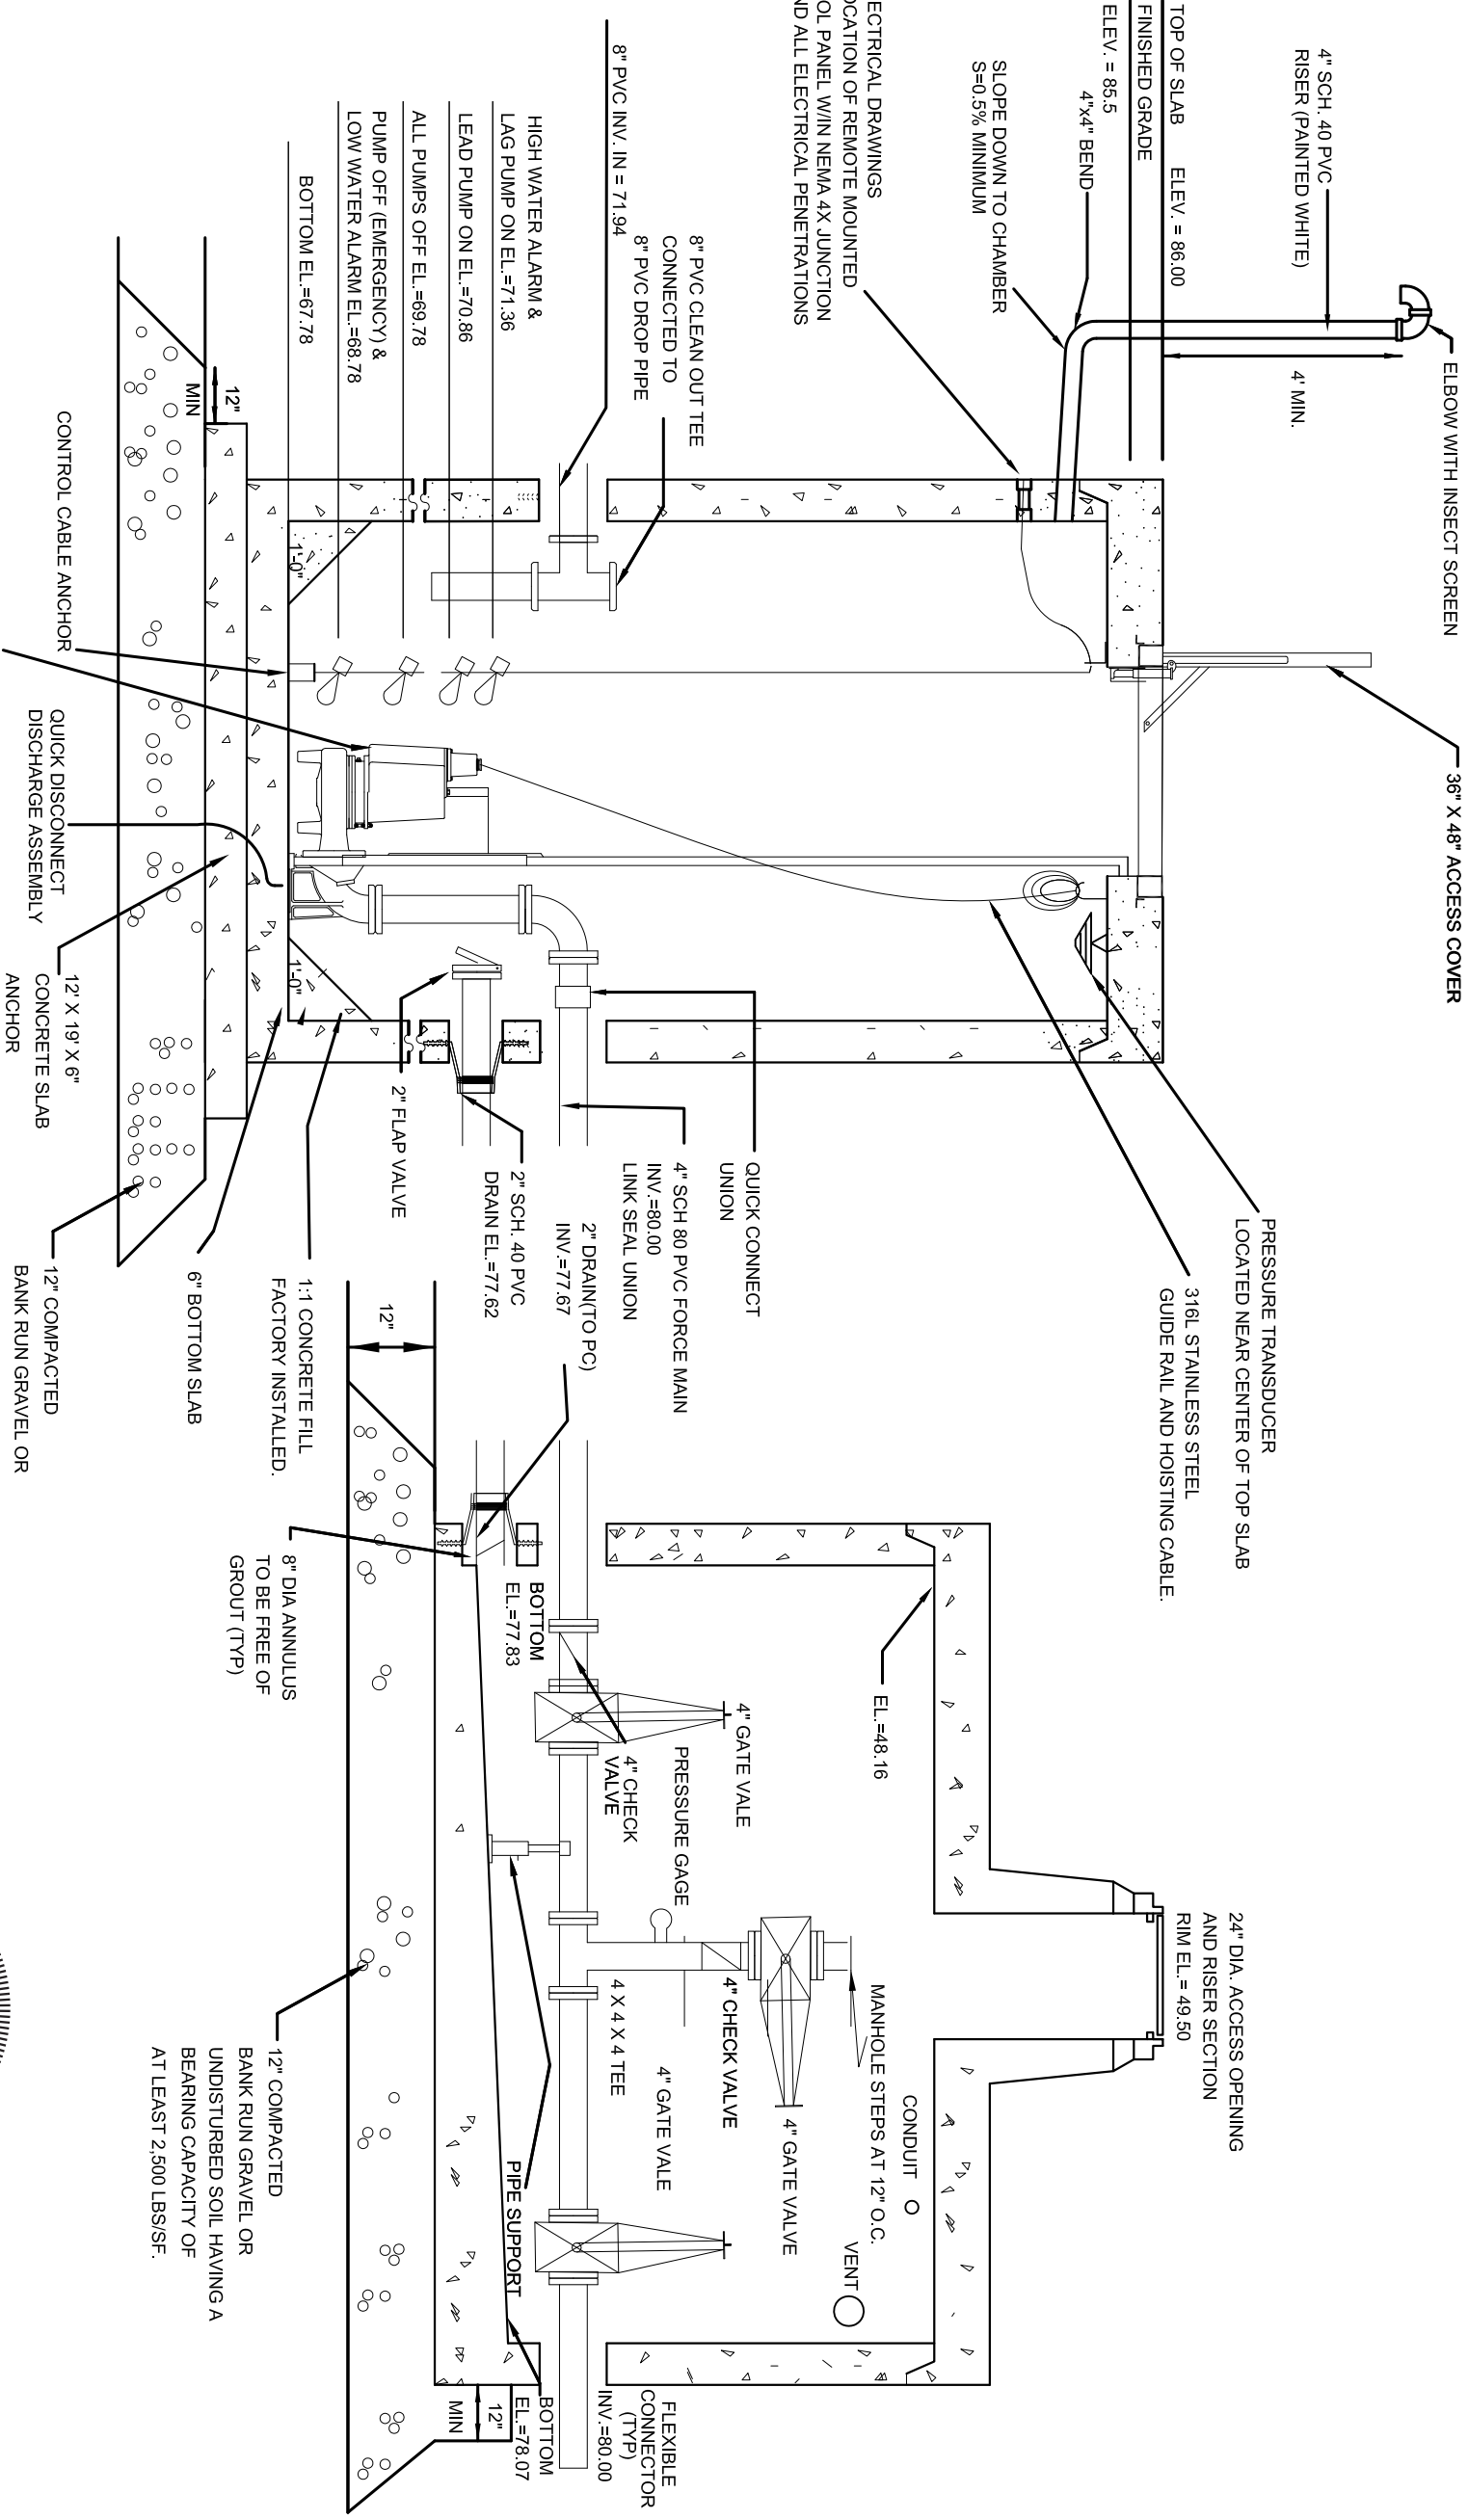 ELBOW WITH INSECT SCREEN
36" X 48" ACCESS COVER
4" SCH. 40 PVC
RISER (PAINTED WHITE)
4' MIN.
TOP OF SLAB ELEV. = 86.00
FINISHED GRADE
ELEV. = 85.5
4"x4" BEND
SLOPE DOWN TO CHAMBER
S=0.5% MINIMUM
ECTRICAL DRAWINGS
OCATION OF REMOTE MOUNTED
OL PANEL W/IN NEMA 4X JUNCTION
ND ALL ELECTRICAL PENETRATIONS
8" PVC CLEAN OUT TEE
CONNECTED TO
8" PVC DROP PIPE
8" PVC INV. IN = 71.94
HIGH WATER ALARM &
LAG PUMP ON EL.=71.36
LEAD PUMP ON EL.=70.86
ALL PUMPS OFF EL.=69.78
PUMP OFF (EMERGENCY) &
LOW WATER ALARM EL.=68.78
BOTTOM EL.=67.78
12"
MIN
1'-0"
1'-0"
CONTROL CABLE ANCHOR
QUICK DISCONNECT
DISCHARGE ASSEMBLY
12' X 19' X 6"
CONCRETE SLAB
ANCHOR
PRESSURE TRANSDUCER
LOCATED NEAR CENTER OF TOP SLAB
316L STAINLESS STEEL
GUIDE RAIL AND HOISTING CABLE.
QUICK CONNECT
UNION
4" SCH 80 PVC FORCE MAIN
INV.=80.00
LINK SEAL UNION
2" DRAIN(TO PC)
INV.=77.67
2" SCH. 40 PVC
DRAIN EL.=77.62
2" FLAP VALVE
1:1 CONCRETE FILL
FACTORY INSTALLED.
6" BOTTOM SLAB
12" COMPACTED
BANK RUN GRAVEL OR
12"
24" DIA. ACCESS OPENING
AND RISER SECTION
RIM EL.= 49.50
EL.=48.16
CONDUIT
VENT
MANHOLE STEPS AT 12" O.C.
4" GATE VALVE
4" GATE VALE
PRESSURE GAGE
4" CHECK VALVE
4" GATE VALE
4" CHECK
VALVE
4 X 4 X 4 TEE
FLEXIBLE
CONNECTOR
(TYP)
INV.=80.00
BOTTOM
EL.=77.83
PIPE SUPPORT
BOTTOM
EL.=78.07
12"
MIN
8" DIA ANNULUS
TO BE FREE OF
GROUT (TYP)
12" COMPACTED
BANK RUN GRAVEL OR
UNDISTURBED SOIL HAVING A
BEARING CAPACITY OF
AT LEAST 2,500 LBS/SF.